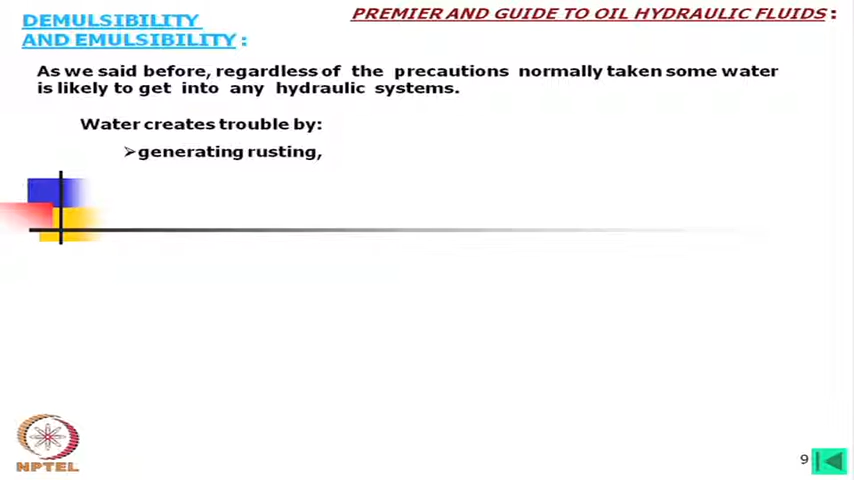 DEMULSIBILITY
AND EMULSIBILITY :
PREMIER AND GUIDE TO OIL HYDRAULIC FLUIDS :
As we said before, regardless of the precautions normally taken some water
is likely to get into any hydraulic systems.
Water creates trouble by:
➢generating rusting,
NPTEL
9